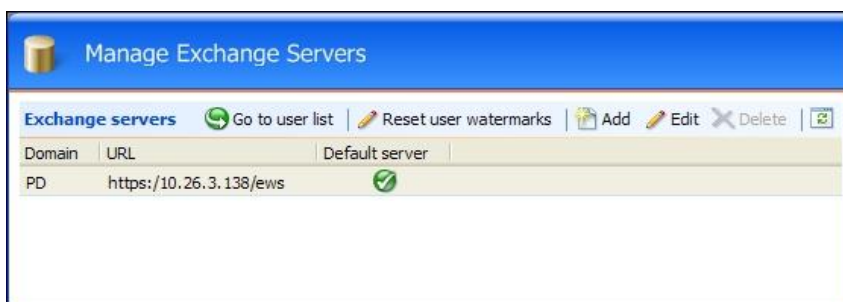 Manage Exchange Servers
Exchange servers Go to user list Reset user watermarks Add Edit Delete
Domain URL Default server
PD https:/10.26.3.138/ews